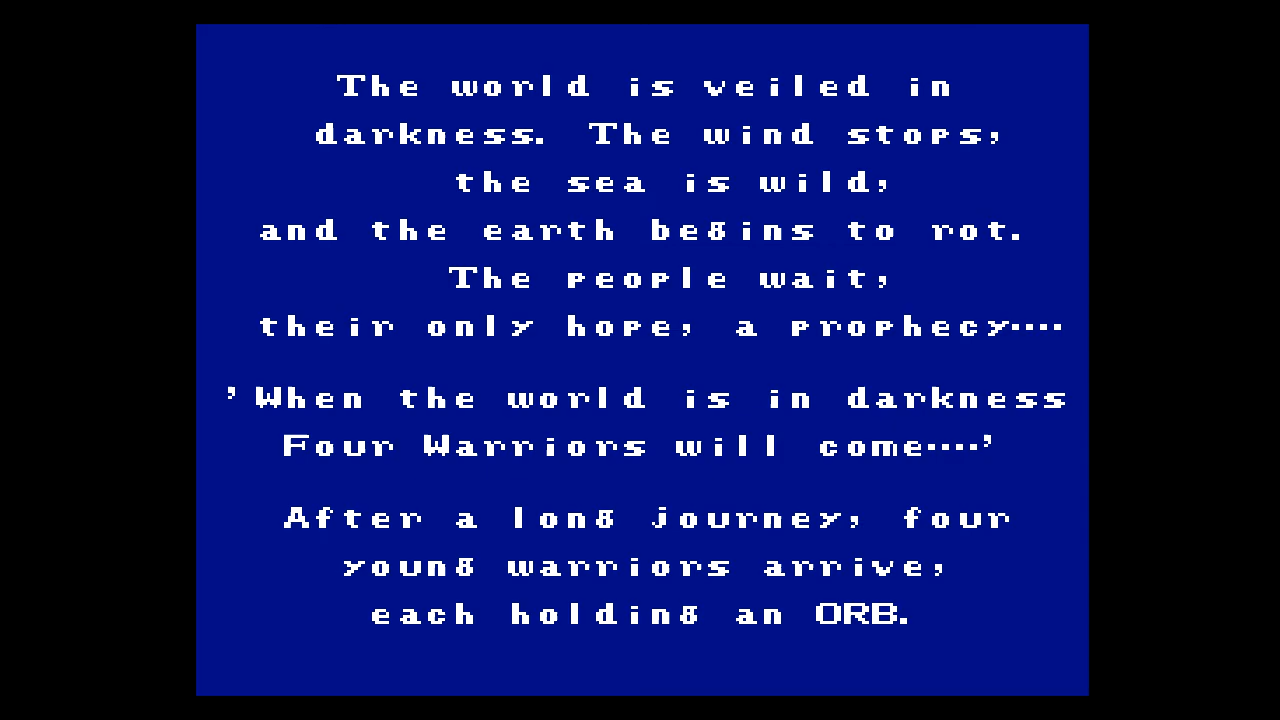 The world is veiled in
darkness. The wind stops,
the sea is wild,
and the earth begins to rot.
The people wait,
their only hope, a prophecy....
'When the world is in darkness
Four Warriors will come....'
After a long journey, four
young warriors arrive,
each holding an ORB.